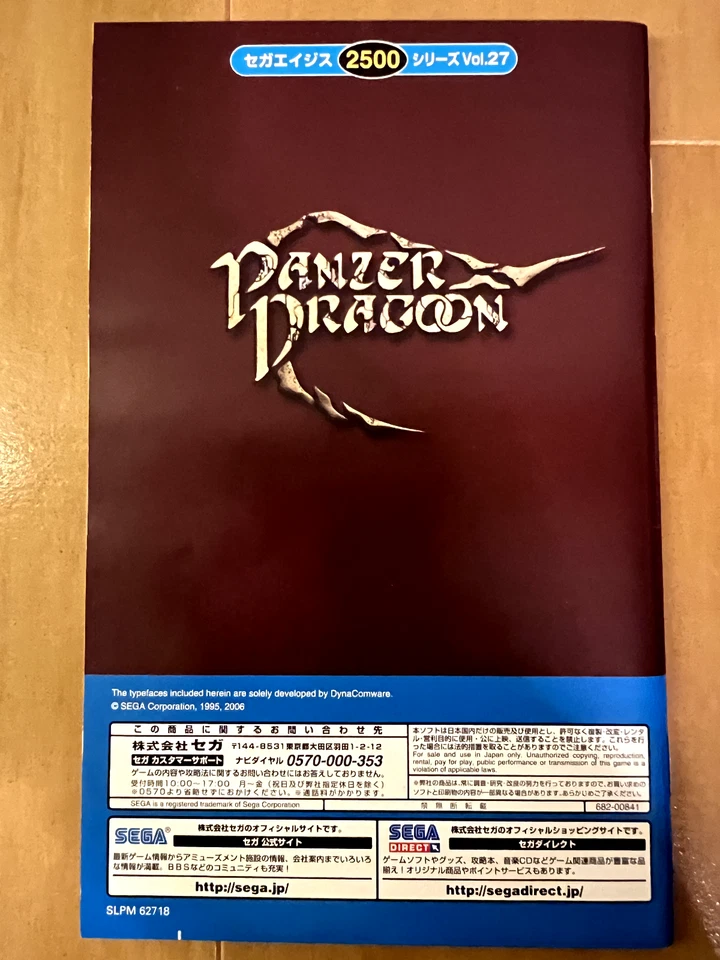 セガエイジス 2500 シリーズ Vol.27
PANZER
DRAGOON
The typefaces included herein are solely developed by DynaComware.
© SEGA Corporation, 1995, 2006
この商品に関するお問い合わせ先
株式会社セガ 〒144-8531東京都大田区羽田1-2-12
セガ カスタマーサポート ナビダイヤル 0570-000-353
ゲームの内容や攻略法に関するお問い合わせにはお答えしておりません。
受付時間10:00~17:00 月~金(祝日及び弊社指定休日を除く)
※0570より省略せずにおかけください。※通話料がかかります。
本ソフトは日本国内だけの販売及び使用とし、許可なく複製・改変・レンタ
ル・営利目的に使用・公に上映、送信することを禁止します。これらを行
った場合には法的措置を取ることがありますのでご注意ください。
For sale and use in Japan only. Unauthorized copying, reproduction,
rental, pay for play, public performance or transmission of this game is a
violation of applicable laws.
※弊社の商品は、常に調査・研究・改良の努力を行っておりますので、お買い求めの
ソフトと印刷物の内容が一部異なる場合があります。あらかじめご了承ください。
SEGA is a registered trademark of Sega Corporation
禁無断転載
682-00841
SEGA®
株式会社セガのオフィシャルサイトです。
セガ 公式サイト
最新ゲーム情報からアミューズメント施設の情報、会社案内までいろいろ
な情報が満載。BBSなどのコミュニティも充実!
http://sega.jp/
SEGA
DIRECT
株式会社セガのオフィシャルショッピングサイトです。
セガダイレクト
ゲームソフトやグッズ、攻略本、音楽CDなどゲーム関連商品が豊富な品
揃え!オリジナル商品やポイントサービスもあります。
http://segadirect.jp/
SLPM 62718